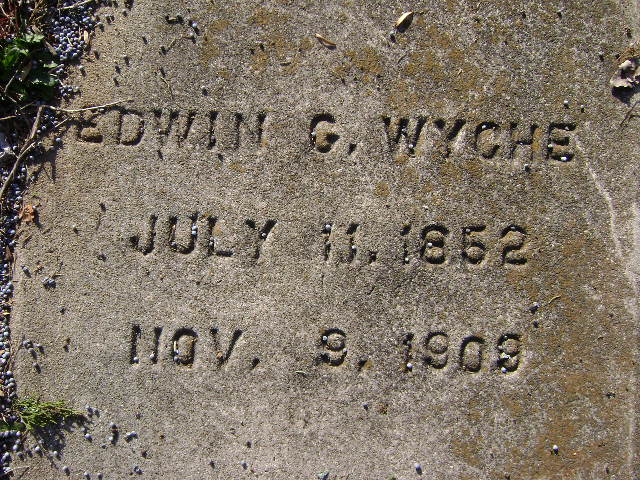 EDWIN G. WYCHE
JULY 11, 1852
NOV. 9, 1909